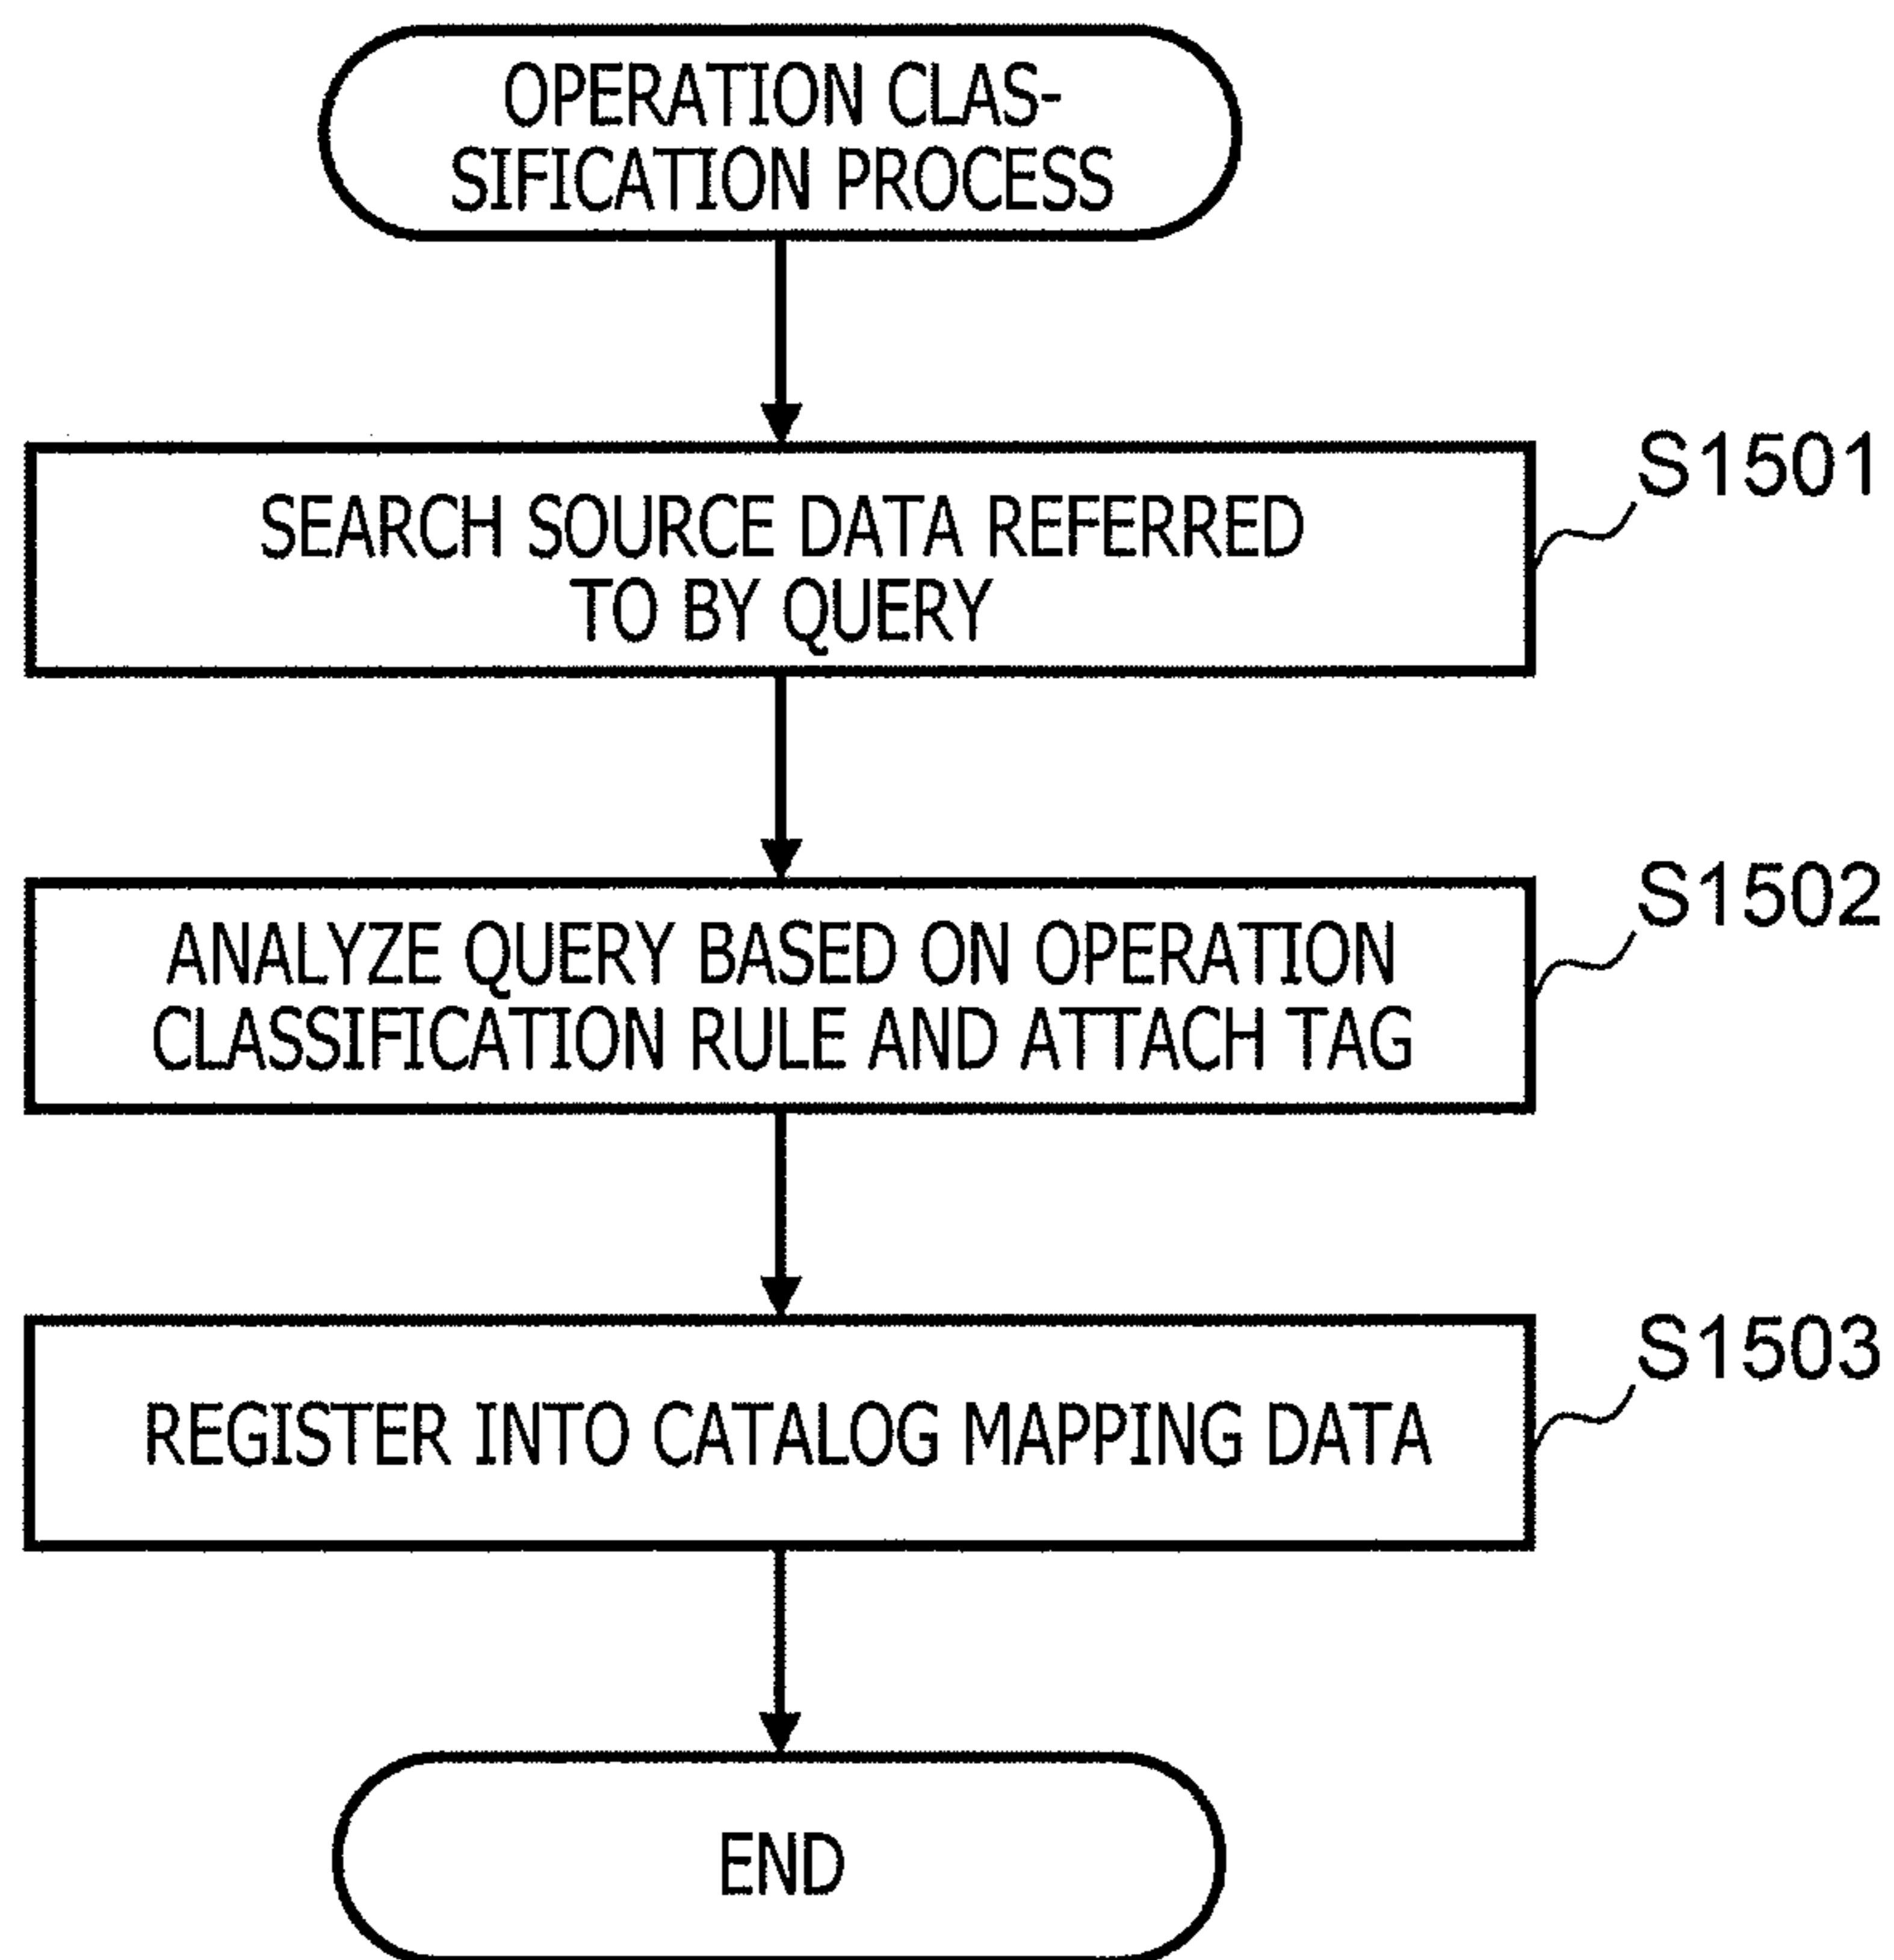 OPERATION CLAS-
SIFICATION PROCESS
S1501
SEARCH SOURCE DATA REFERRED
TO BY QUERY
S1502
ANALYZE QUERY BASED ON OPERATION
CLASSIFICATION RULE AND ATTACH TAG
S1503
REGISTER INTO CATALOG MAPPING DATA
END